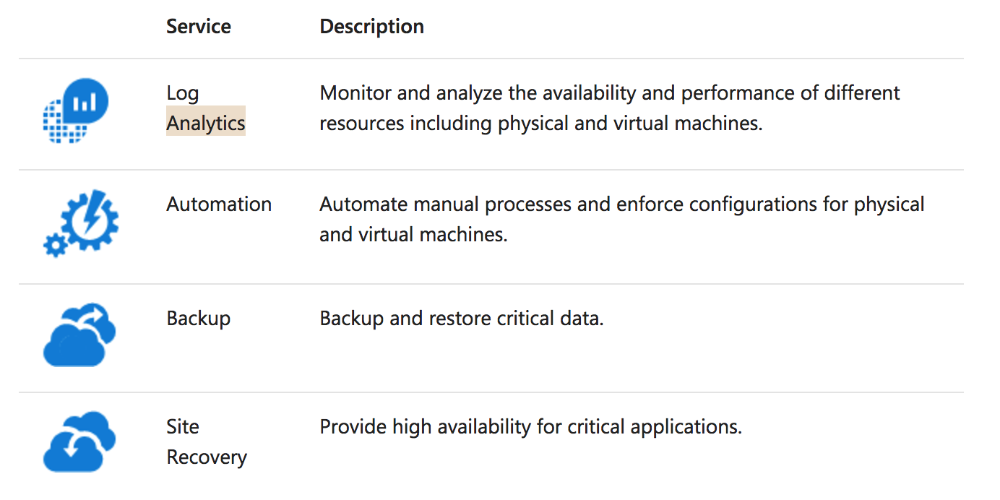 Service Description
Log Analytics
Monitor and analyze the availability and performance of different
resources including physical and virtual machines.
Automation
Automate manual processes and enforce configurations for physical
and virtual machines.
Backup
Backup and restore critical data.
Site Recovery
Provide high availability for critical applications.